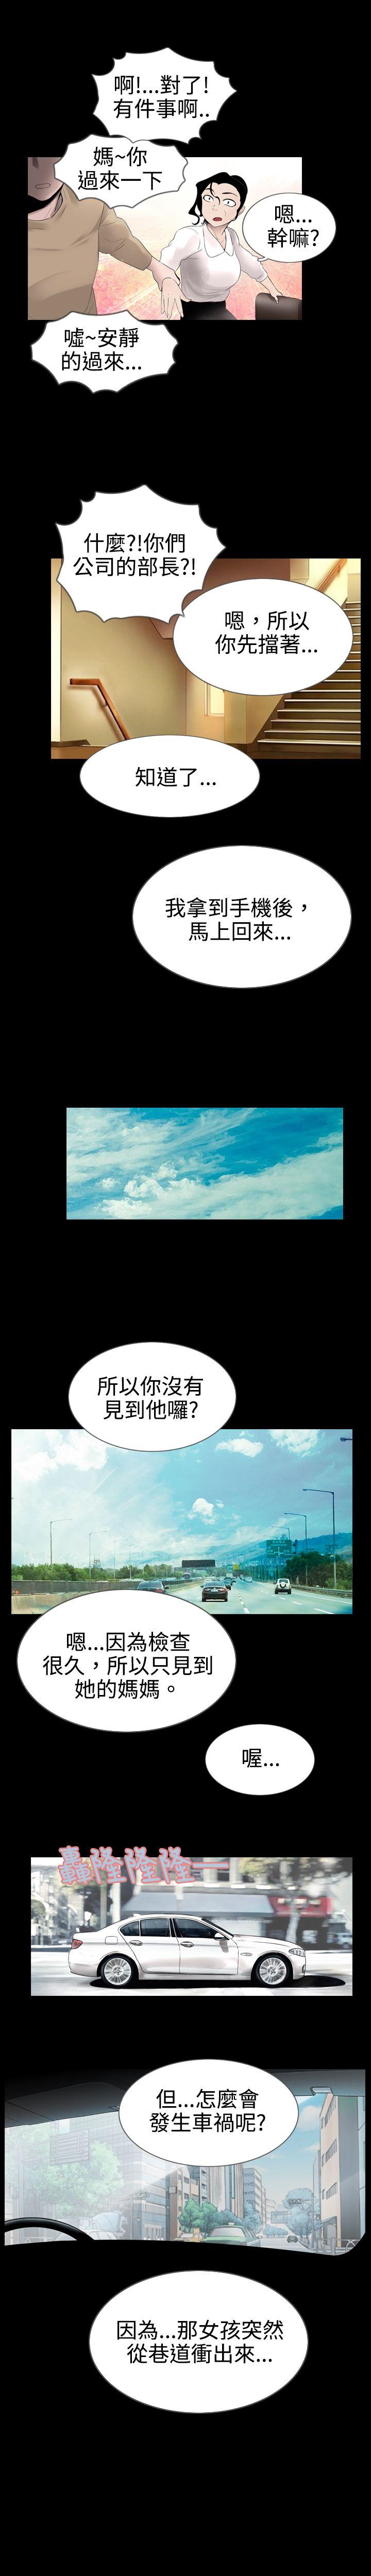 啊!...對了!
有件事啊..
媽~你
過來一下
嗯...
幹嘛?
噓~安靜
的過來...
什麼?!你們
公司的部長?!
嗯，所以
你先擋著...
知道了...
我拿到手機後，
馬上回來...
所以你沒有
見到他囉?
嗯...因為檢查
很久，所以只見到
她的媽媽。
喔...
轟隆隆隆—
但...怎麼會
發生車禍呢?
因為...那女孩突然
從巷道衝出來...